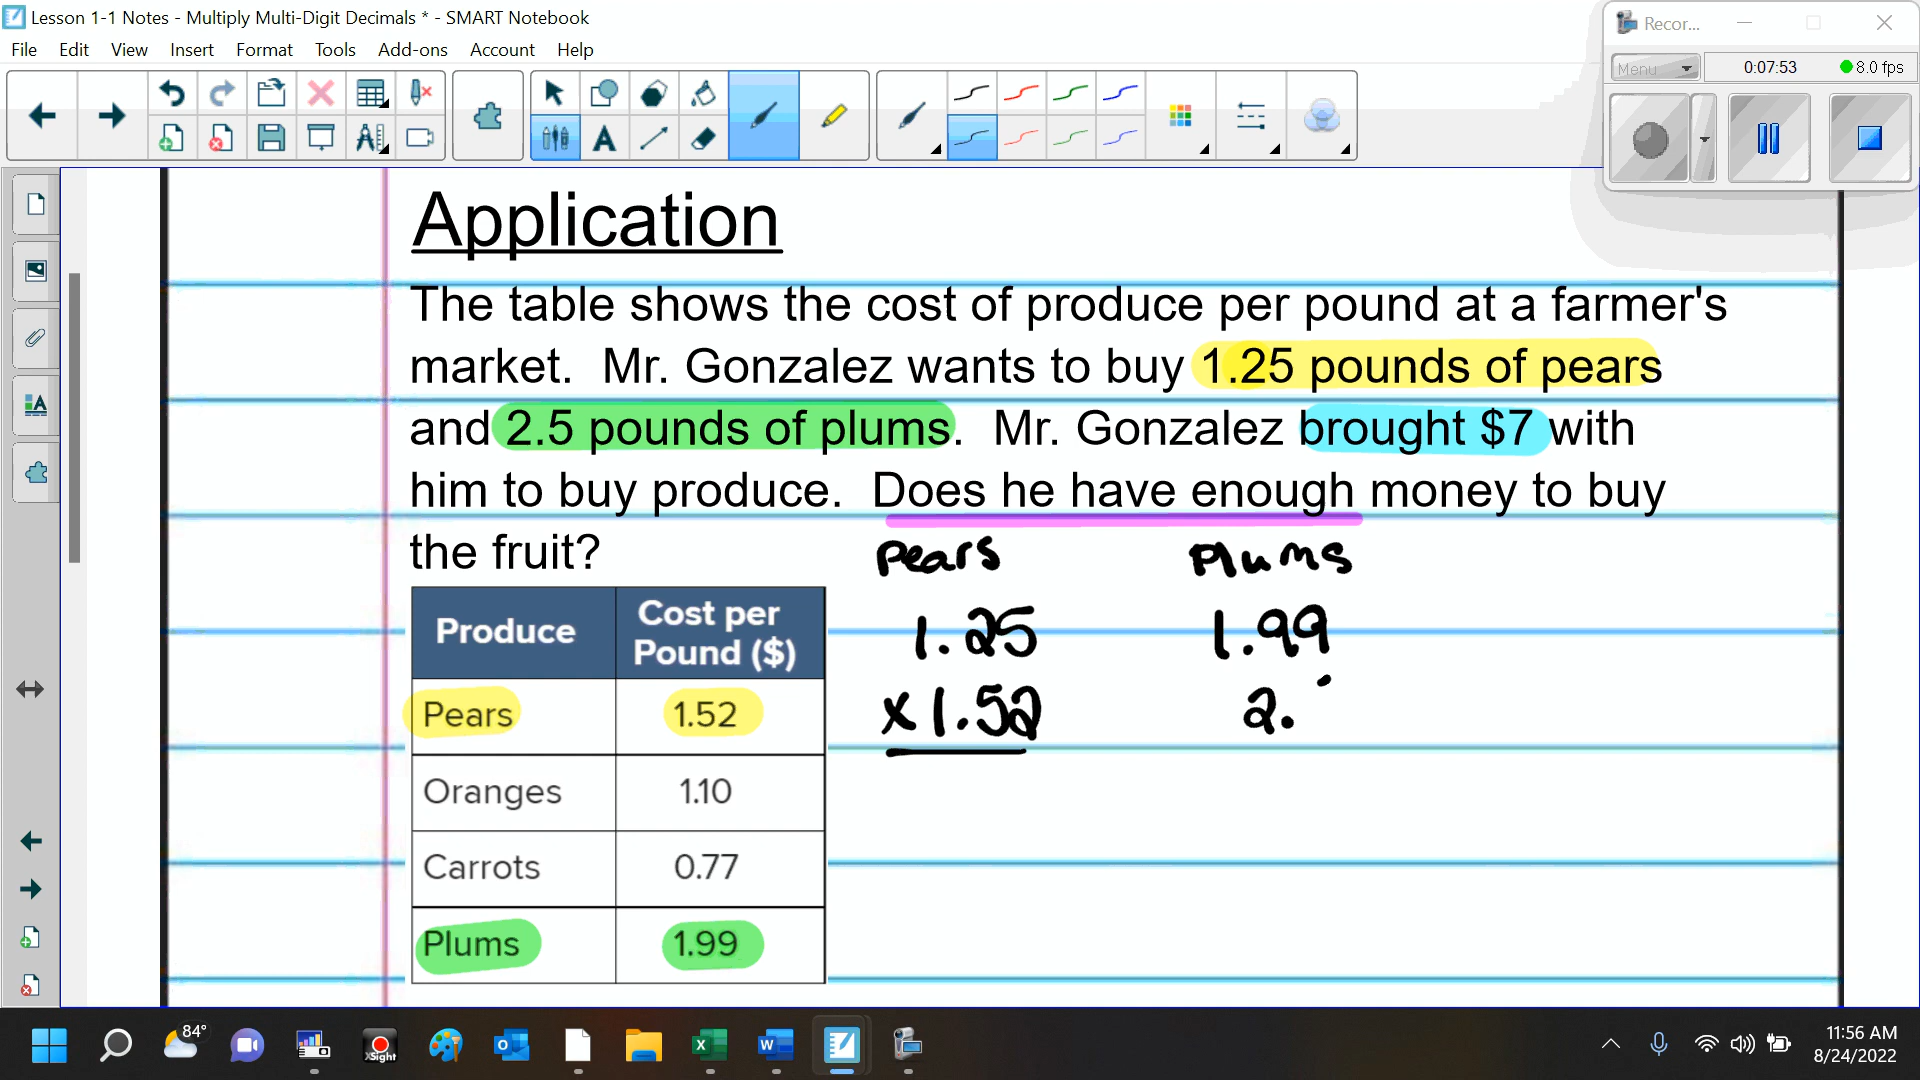 Lesson 1-1 Notes - Multiply Multi-Digit Decimals * - SMART Notebook
Recor...
File Edit View Insert Format Tools Add-ons Account Help
Menu 0:07:53 8.0 fps
Application
The table shows the cost of produce per pound at a farmer's
market. Mr. Gonzalez wants to buy 1.25 pounds of pears
and 2.5 pounds of plums. Mr. Gonzalez brought $7 with
him to buy produce. Does he have enough money to buy
the fruit?
Pears Plums
Produce Cost per Pound ($)
1.25 1.99
Pears 1.52
x 1.52 2.
Oranges 1.10
Carrots 0.77
Plums 1.99
84°
XSight
11:56 AM
8/24/2022